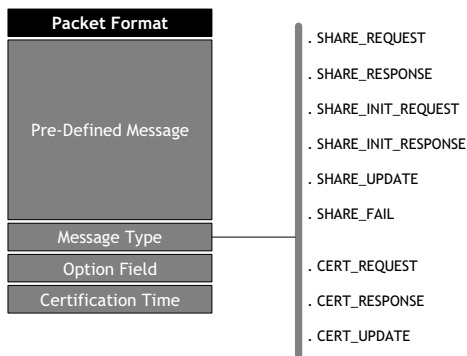 Packet Format
Pre-Defined Message
Message Type
Option Field
Certification Time
. SHARE_REQUEST
. SHARE_RESPONSE
. SHARE_INIT_REQUEST
. SHARE_INIT_RESPONSE
. SHARE_UPDATE
. SHARE_FAIL
. CERT_REQUEST
. CERT_RESPONSE
. CERT_UPDATE